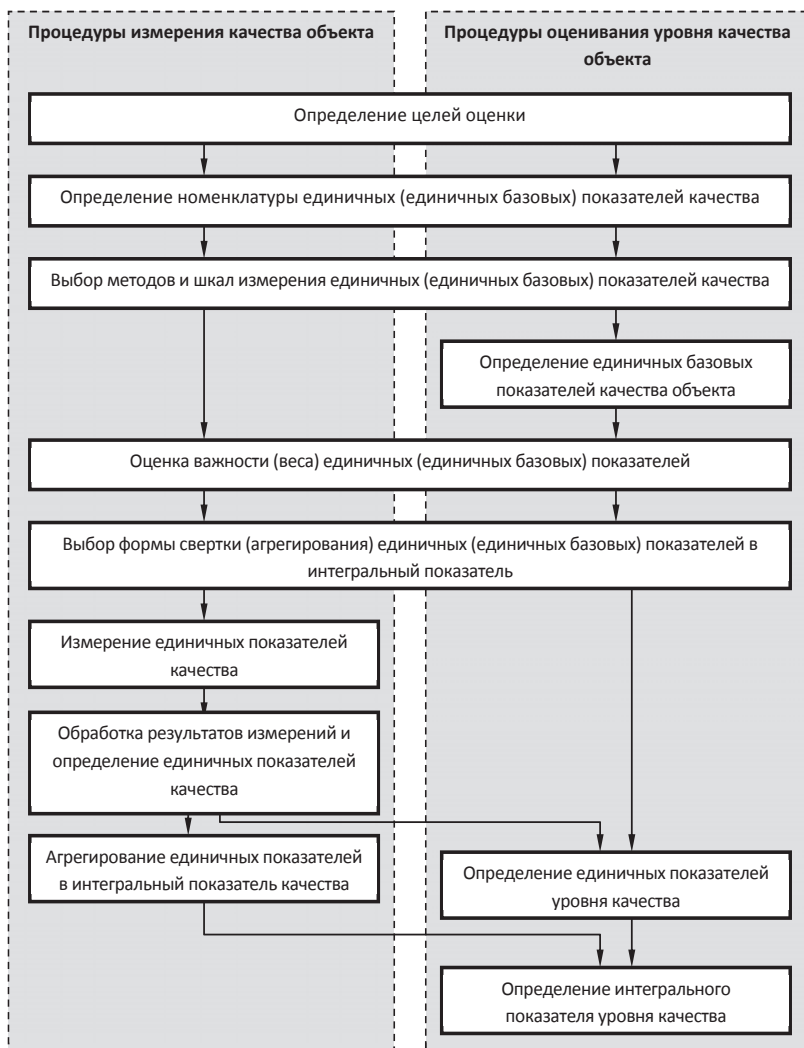 Процедуры измерения качества объекта
Процедуры оценивания уровня качества
объекта
Определение целей оценки
Определение номенклатуры единичных (единичных базовых) показателей качества
Выбор методов и шкал измерения единичных (единичных базовых) показателей качества
Определение единичных базовых
показателей качества объекта
Оценка важности (веса) единичных (единичных базовых) показателей
Выбор формы свертки (агрегирования) единичных (единичных базовых) показателей в
интегральный показатель
Измерение единичных показателей
качества
Обработка результатов измерений и
определение единичных показателей
качества
Агрегирование единичных показателей
в интегральный показатель качества
Определение единичных показателей
уровня качества
Определение интегрального
показателя уровня качества